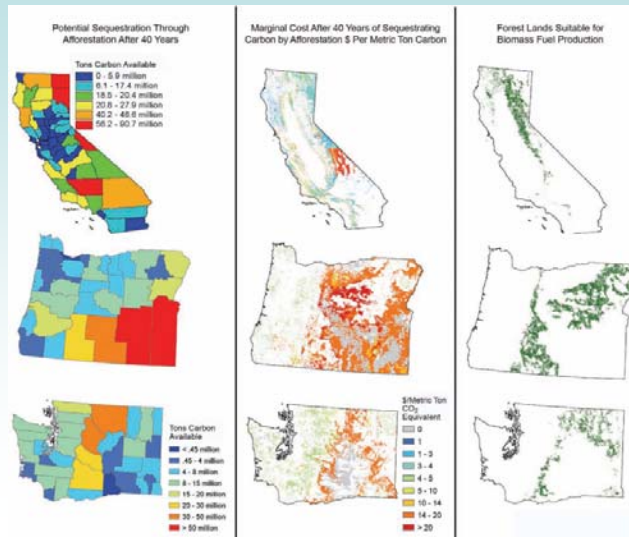 Potential Sequestration Through
Afforestation After 40 Years
Tons Carbon Available
0 - 5.9 million
6.1 - 17.4 million
18.5 - 20.4 million
20.6 - 27.9 million
40.2 - 48.6 million
56.2 - 90.7 million
Marginal Cost After 40 Years of Sequestrating
Carbon by Afforestation $ Per Metric Ton Carbon
Forest Lands Suitable for
Biomass Fuel Production
Tons Carbon
Available
< .45 million
.45 - 4 million
4 - 8 million
8 - 15 million
15 - 20 million
20 - 30 million
30 - 50 million
> 50 million
$/Metric Ton
CO2
Equivalent
0
1
1 - 3
3 - 4
4 - 5
5 - 10
10 - 14
14 - 20
> 20